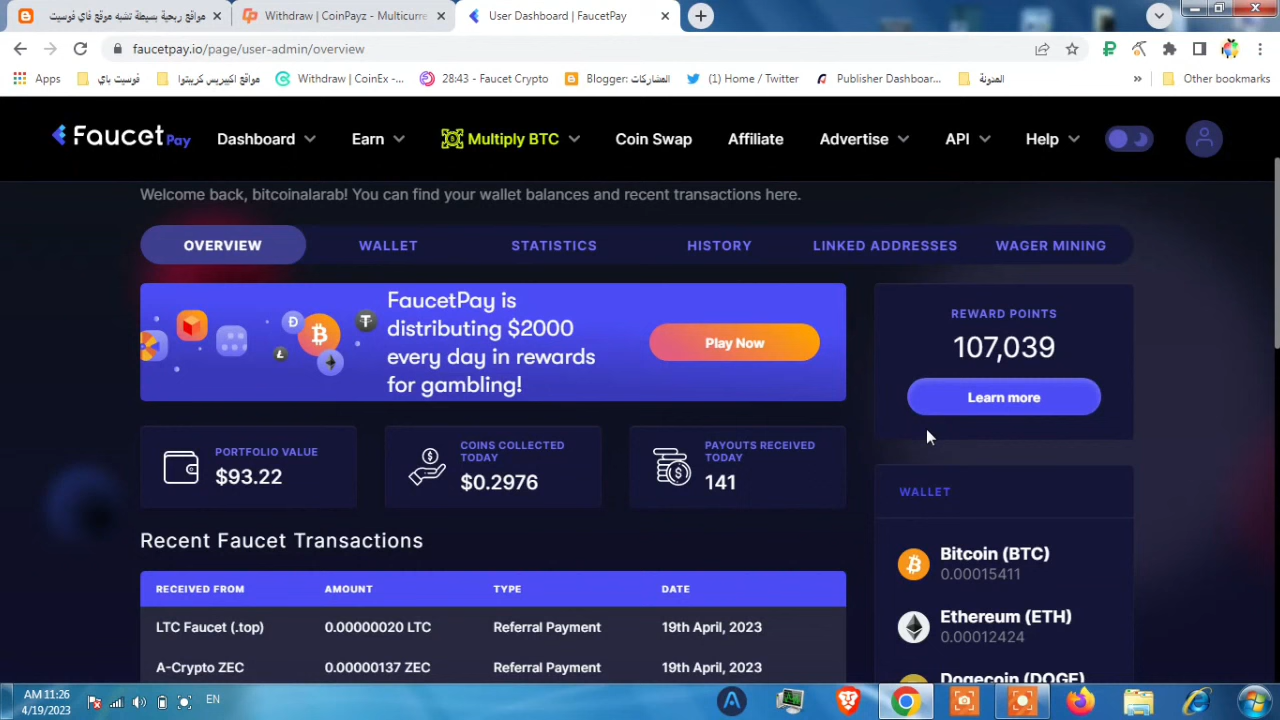 مواقع ربحية بسيطة تشبه موقع فاي فوسيت
Withdraw | CoinPayz - Multicurre
User Dashboard | FaucetPay
faucetpay.io/page/user-admin/overview
Apps
فوسيت باي
مواقع اكبيربس كريبتوا
Withdraw | CoinEx -...
28:43 - Faucet Crypto
Blogger: المشاركات
(1) Home / Twitter
Publisher Dashboar...
المدونة
»
Other bookmarks
FaucetPay
Dashboard
Earn
Multiply BTC
Coin Swap
Affiliate
Advertise
API
Help
Welcome back, bitcoinalarab! You can find your wallet balances and recent transactions here.
OVERVIEW
WALLET
STATISTICS
HISTORY
LINKED ADDRESSES
WAGER MINING
FaucetPay is
distributing $2000
every day in rewards
for gambling!
Play Now
REWARD POINTS
107,039
Learn more
PORTFOLIO VALUE
$93.22
COINS COLLECTED
TODAY
$0.2976
PAYOUTS RECEIVED
TODAY
141
WALLET
Bitcoin (BTC)
0.00015411
Ethereum (ETH)
0.00012424
Dogecoin (DOGE)
Recent Faucet Transactions
RECEIVED FROM AMOUNT TYPE DATE
LTC Faucet (.top) 0.00000020 LTC Referral Payment 19th April, 2023
A-Crypto ZEC 0.00000137 ZEC Referral Payment 19th April, 2023
AM 11:26
4/19/2023
EN